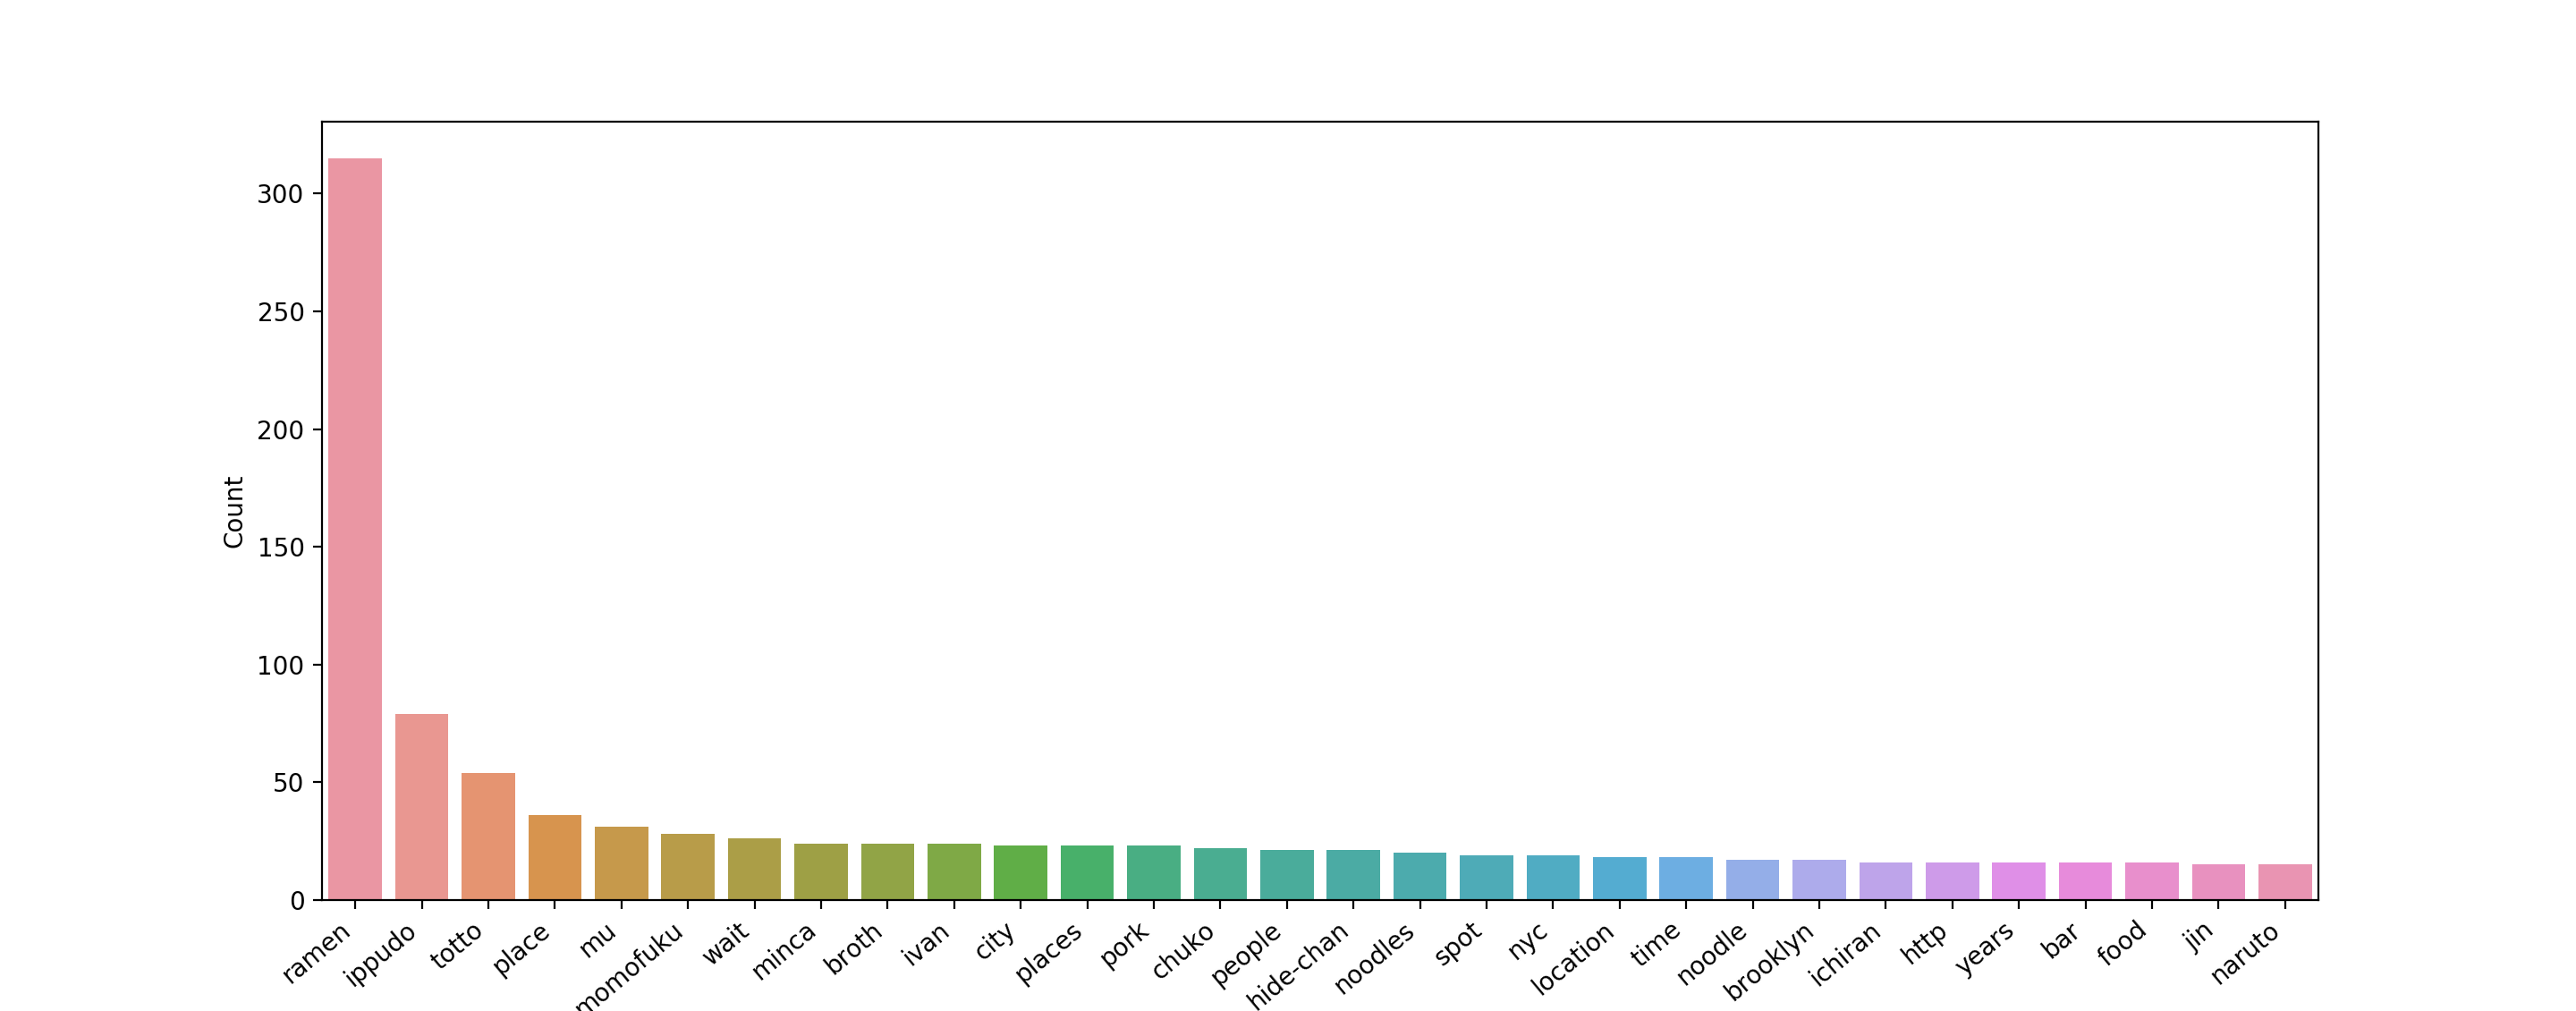 300
250
200
150
100
50
0
Count
ramen
ippudo
totto
place
mu
momofuku
wait
minca
broth
ivan
city
places
pork
chuko
people
hide-chan
noodles
spot
nyc
location
time
noodle
brooklyn
ichiran
http
years
bar
food
jin
naruto